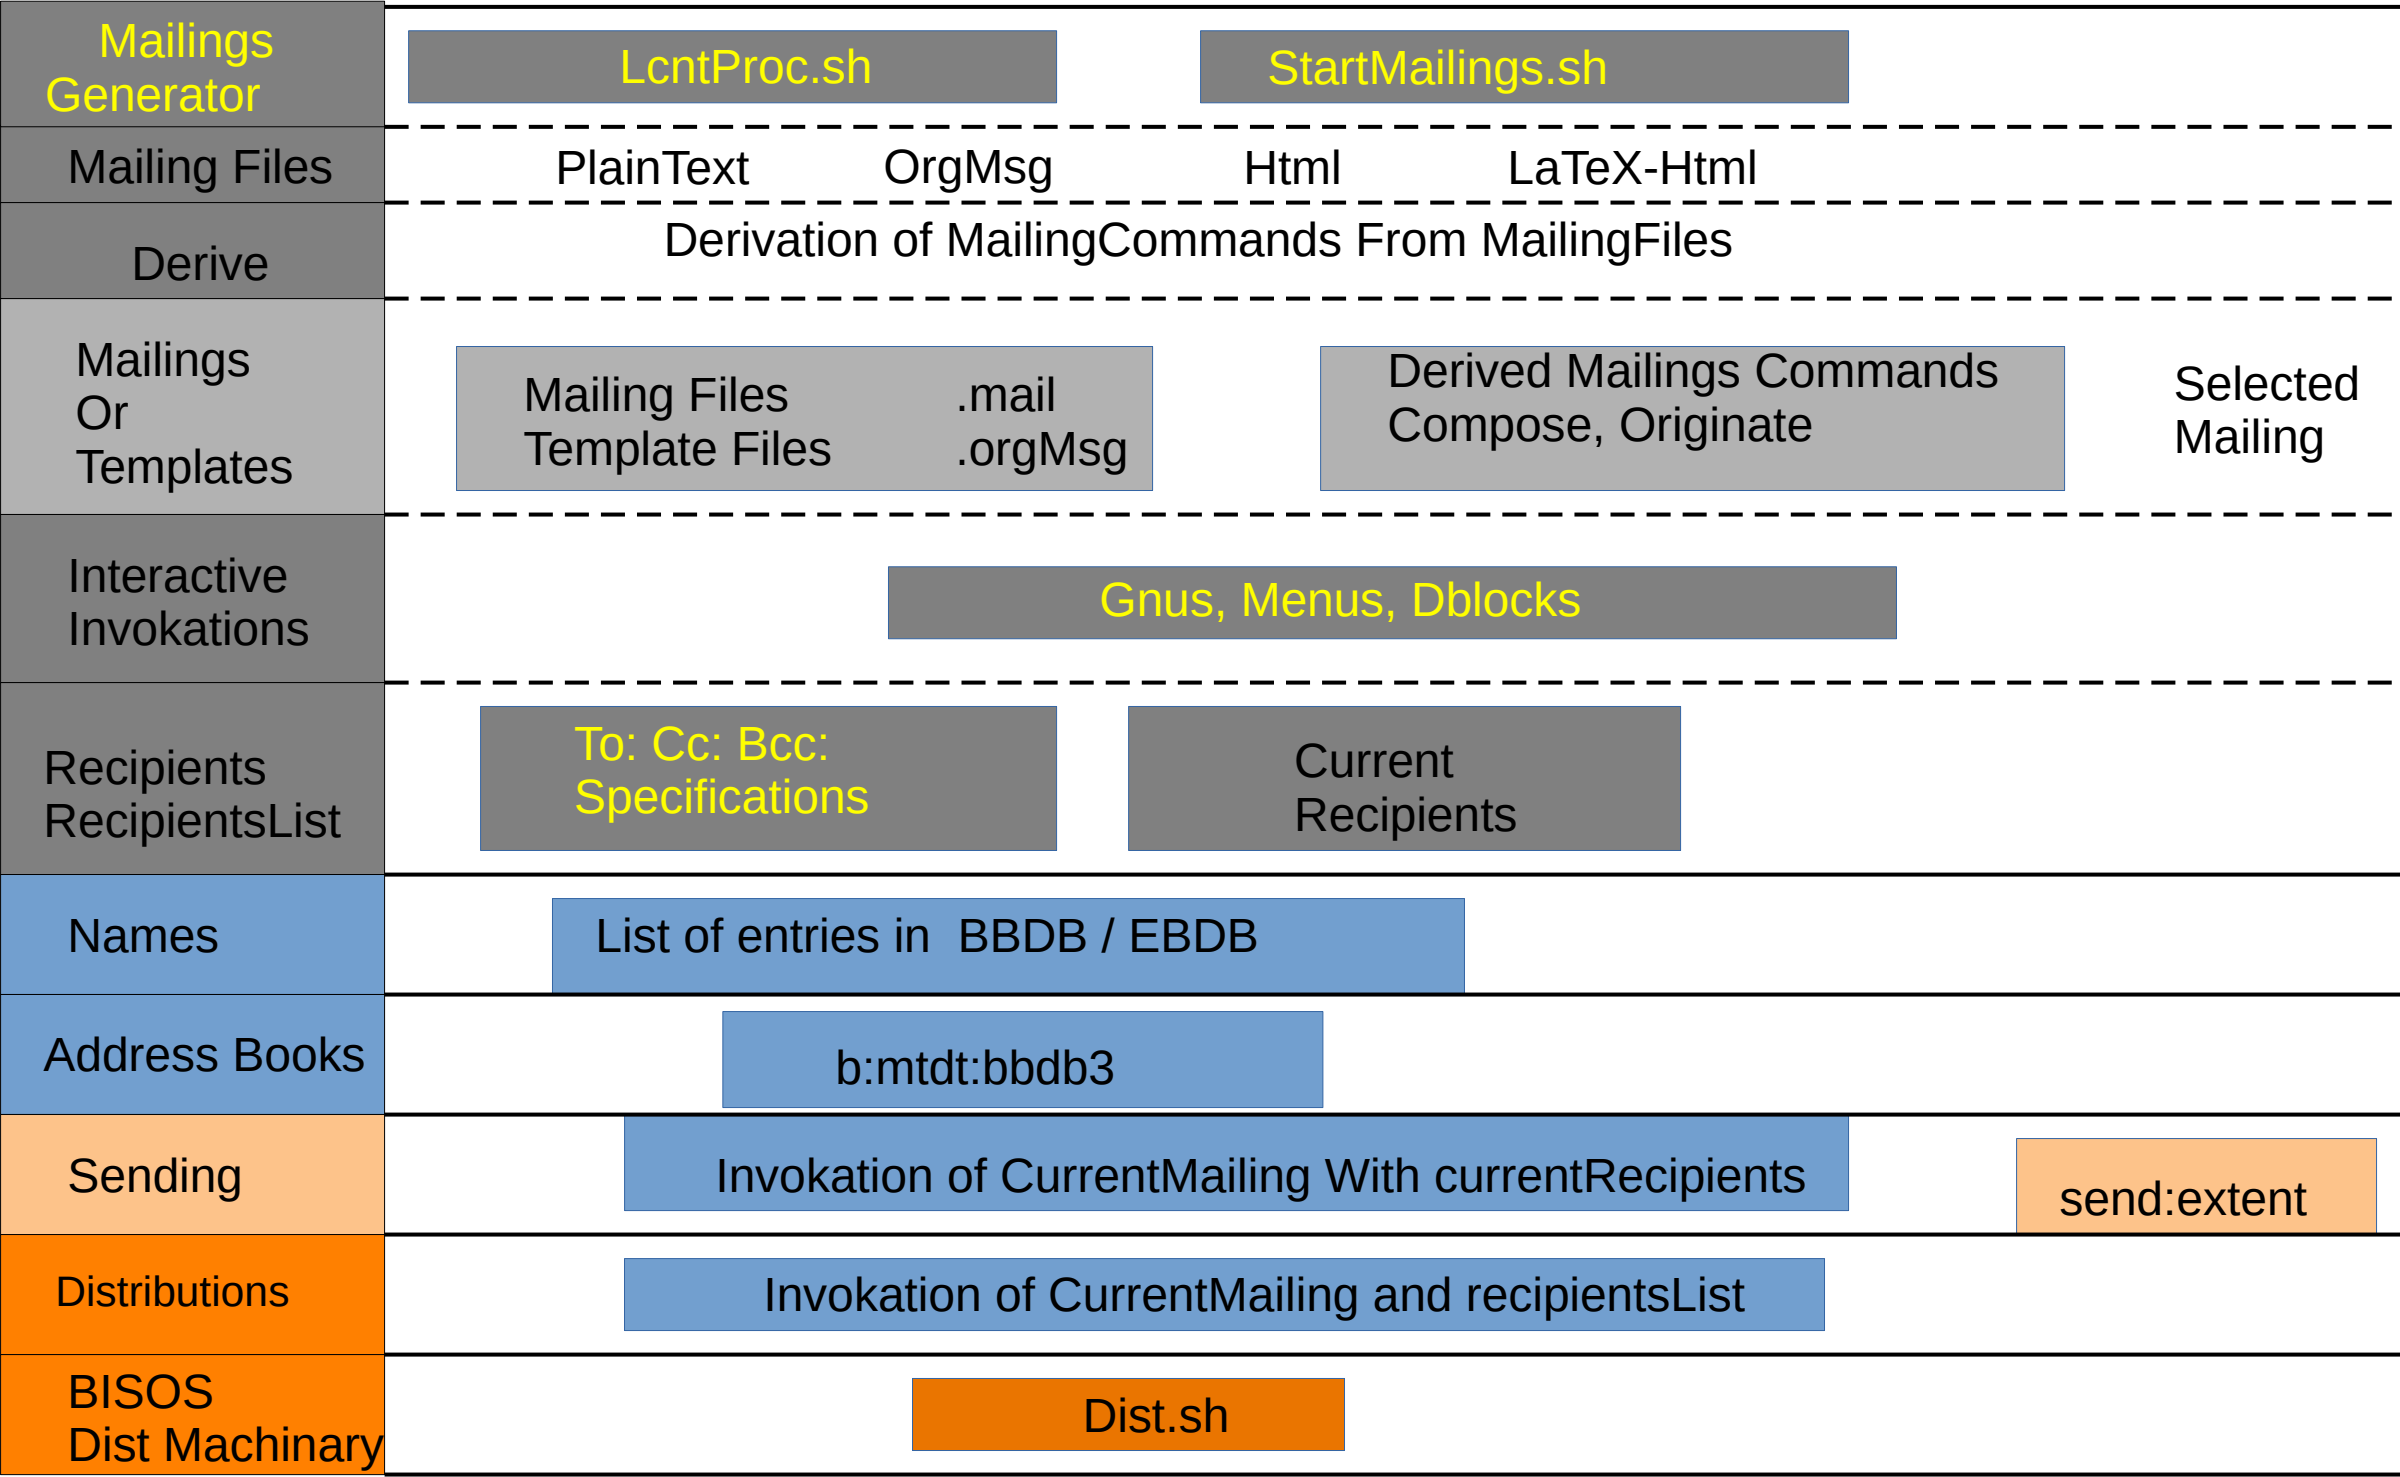 Mailings
Generator
LcntProc.sh
StartMailings.sh
Mailing Files
PlainText
OrgMsg
Html
LaTeX-Html
Derive
Derivation of MailingCommands From MailingFiles
Mailings
Or
Templates
Mailing Files .mail
Template Files .orgMsg
Derived Mailings Commands
Compose, Originate
Selected
Mailing
Interactive
Invokations
Gnus, Menus, Dblocks
Recipients
RecipientsList
To: Cc: Bcc:
Specifications
Current
Recipients
Names
List of entries in BBDB / EBDB
Address Books
b:mtdt:bbdb3
Sending
Invokation of CurrentMailing With currentRecipients
send:extent
Distributions
Invokation of CurrentMailing and recipientsList
BISOS
Dist Machinary
Dist.sh